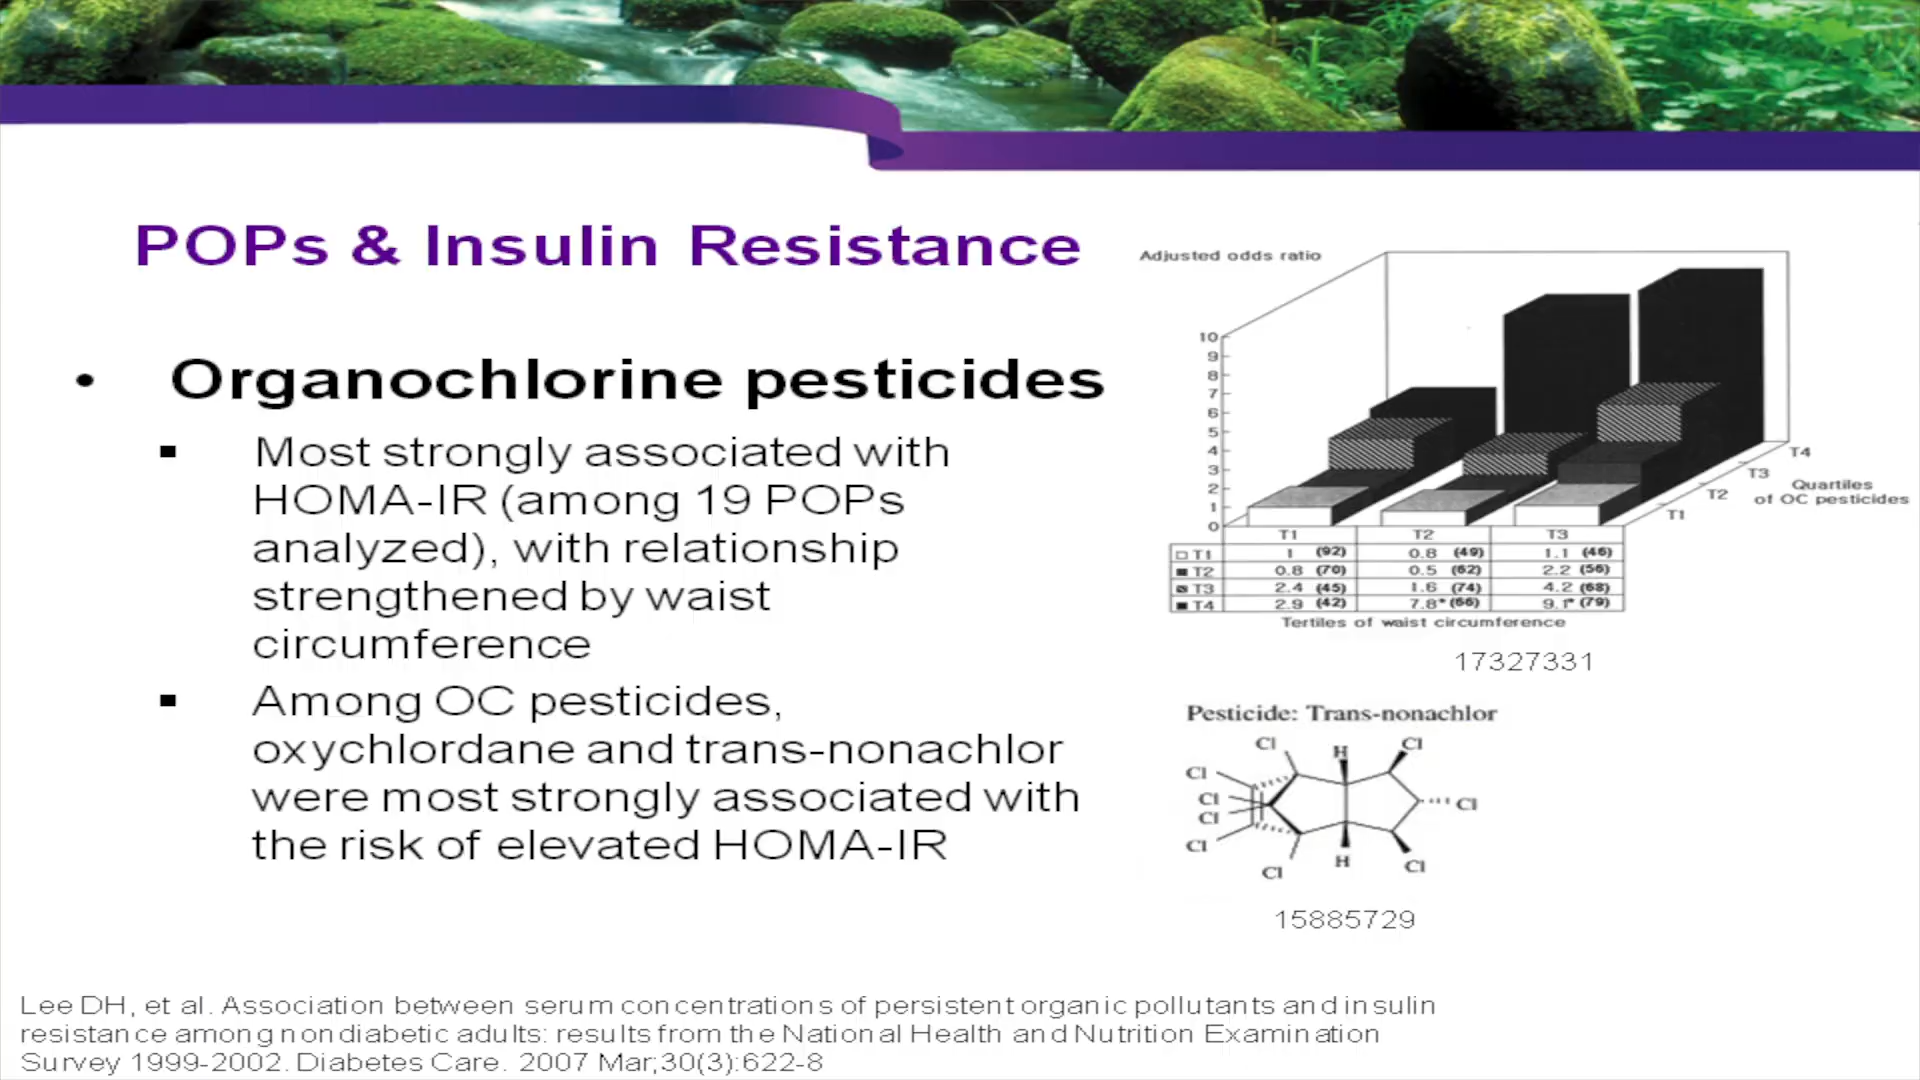 POPs & Insulin Resistance
• Organochlorine pesticides
▪ Most strongly associated with
HOMA-IR (among 19 POPs
analyzed), with relationship
strengthened by waist
circumference
▪ Among OC pesticides,
oxychlordane and trans-nonachlor
were most strongly associated with
the risk of elevated HOMA-IR
Adjusted odds ratio
10
9
8
7
6
5
4
3
2
1
0
T4
T3
T2
T1
Quartiles
of OC pesticides
T1 T2 T3
T1 1 (92) 0.8 (49) 1.1 (46)
T2 0.8 (70) 0.5 (62) 2.2 (56)
T3 2.4 (45) 1.6 (74) 4.2 (68)
T4 2.9 (42) 7.8* (66) 9.1* (79)
Tertiles of waist circumference
17327331
Pesticide: Trans-nonachlor
Cl H Cl
Cl
Cl Cl
Cl
Cl
Cl H Cl
15885729
Lee DH, et al. Association between serum concentrations of persistent organic pollutants and insulin
resistance among nondiabetic adults: results from the National Health and Nutrition Examination
Survey 1999-2002. Diabetes Care. 2007 Mar;30(3):622-8